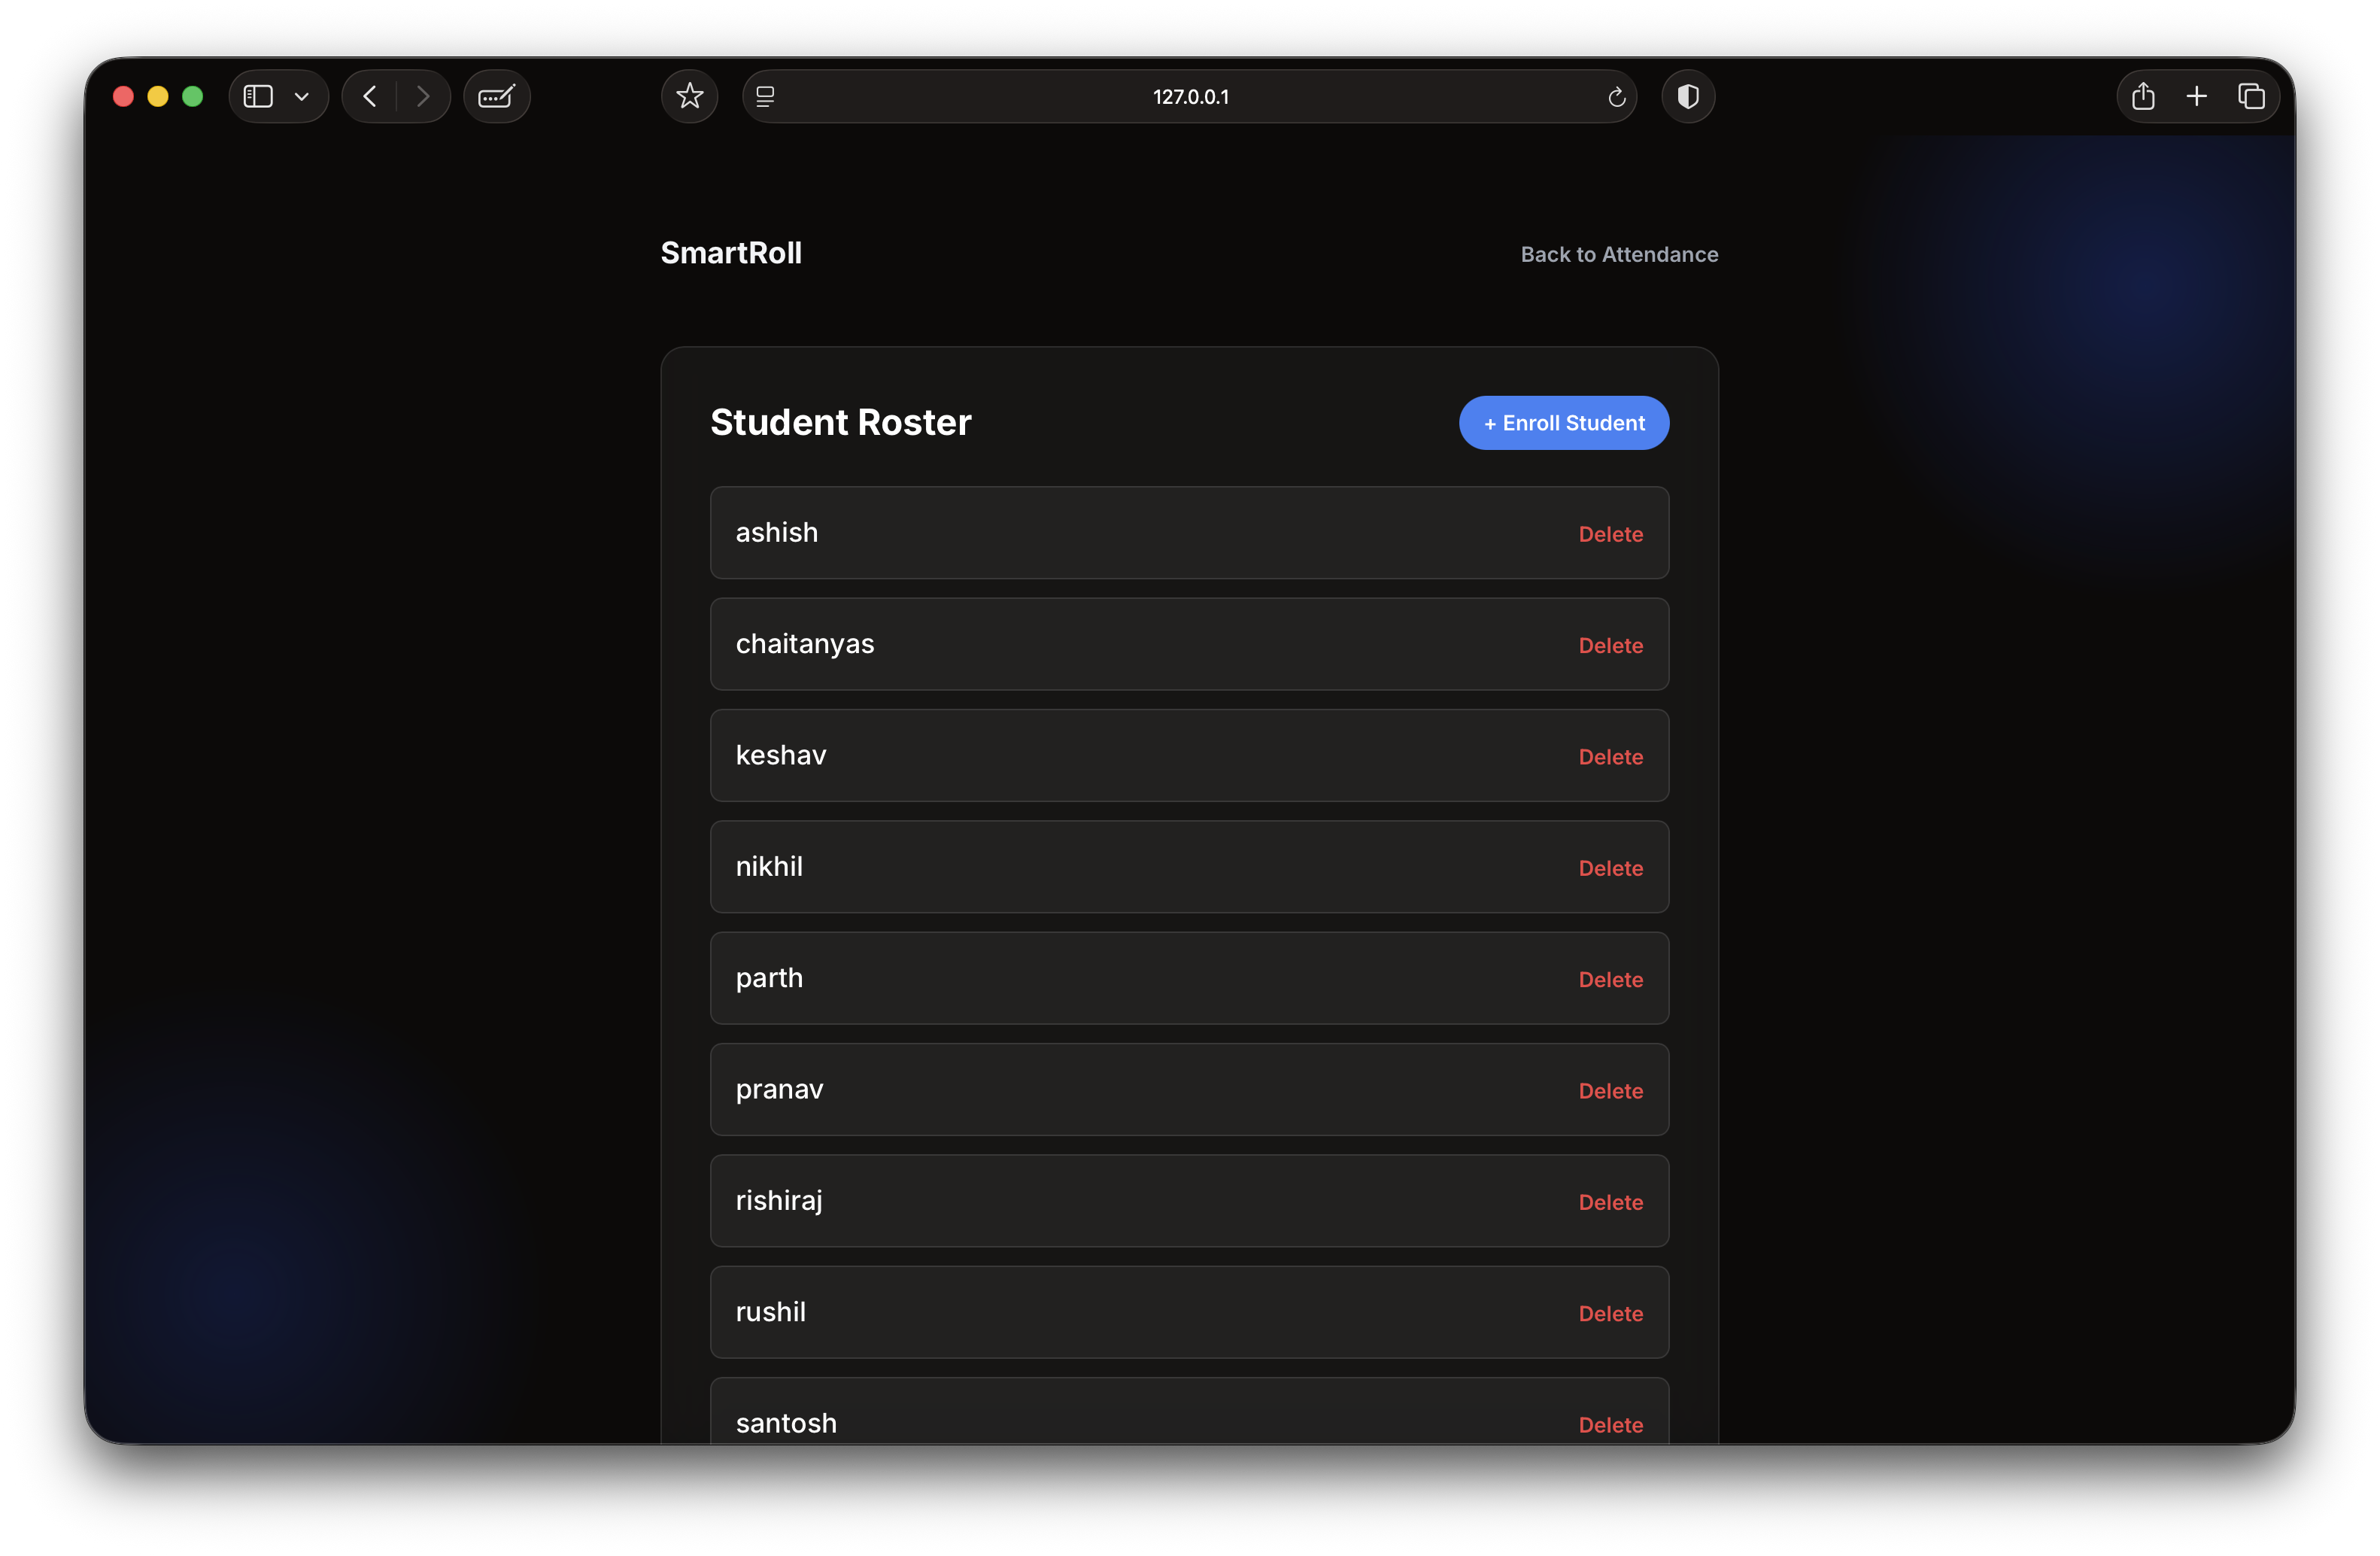 127.0.0.1
SmartRoll
Back to Attendance
Student Roster
+ Enroll Student
ashish
Delete
chaitanyas
Delete
keshav
Delete
nikhil
Delete
parth
Delete
pranav
Delete
rishiraj
Delete
rushil
Delete
santosh
Delete